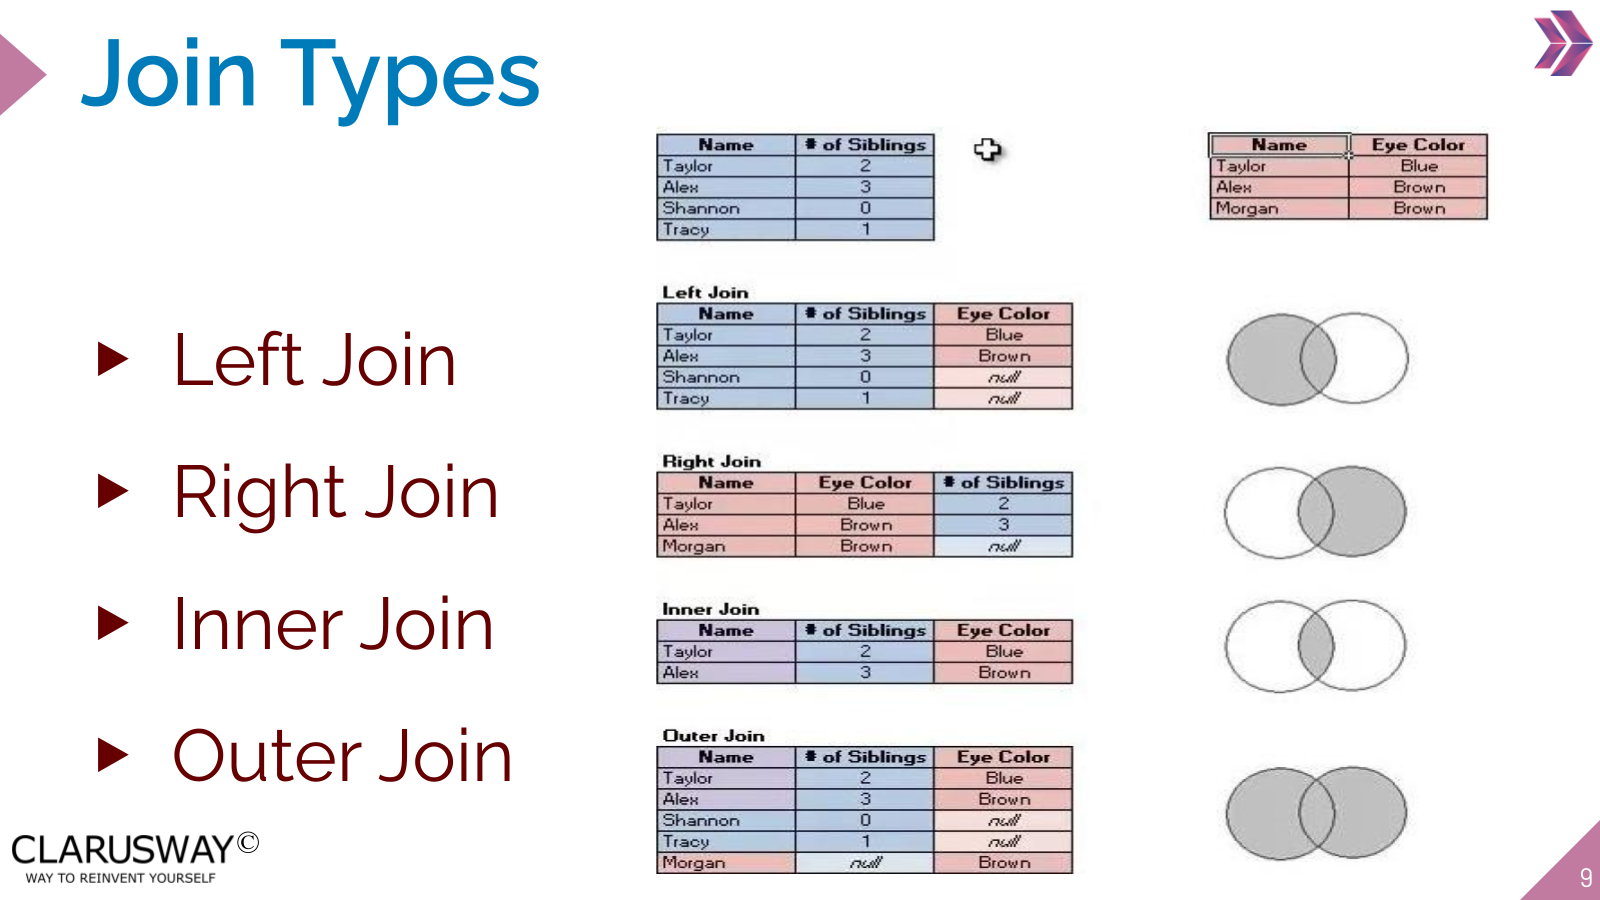 Join Types
Name # of Siblings
Taylor 2
Alex 3
Shannon 0
Tracy 1
Name Eye Color
Taylor Blue
Alex Brown
Morgan Brown
Left Join
Right Join
Inner Join
Outer Join
Left Join
Name # of Siblings Eye Color
Taylor 2 Blue
Alex 3 Brown
Shannon 0 null
Tracy 1 null
Right Join
Name Eye Color # of Siblings
Taylor Blue 2
Alex Brown 3
Morgan Brown null
Inner Join
Name # of Siblings Eye Color
Taylor 2 Blue
Alex 3 Brown
Outer Join
Name # of Siblings Eye Color
Taylor 2 Blue
Alex 3 Brown
Shannon 0 null
Tracy 1 null
Morgan null Brown
CLARUSWAY©
WAY TO REINVENT YOURSELF
9